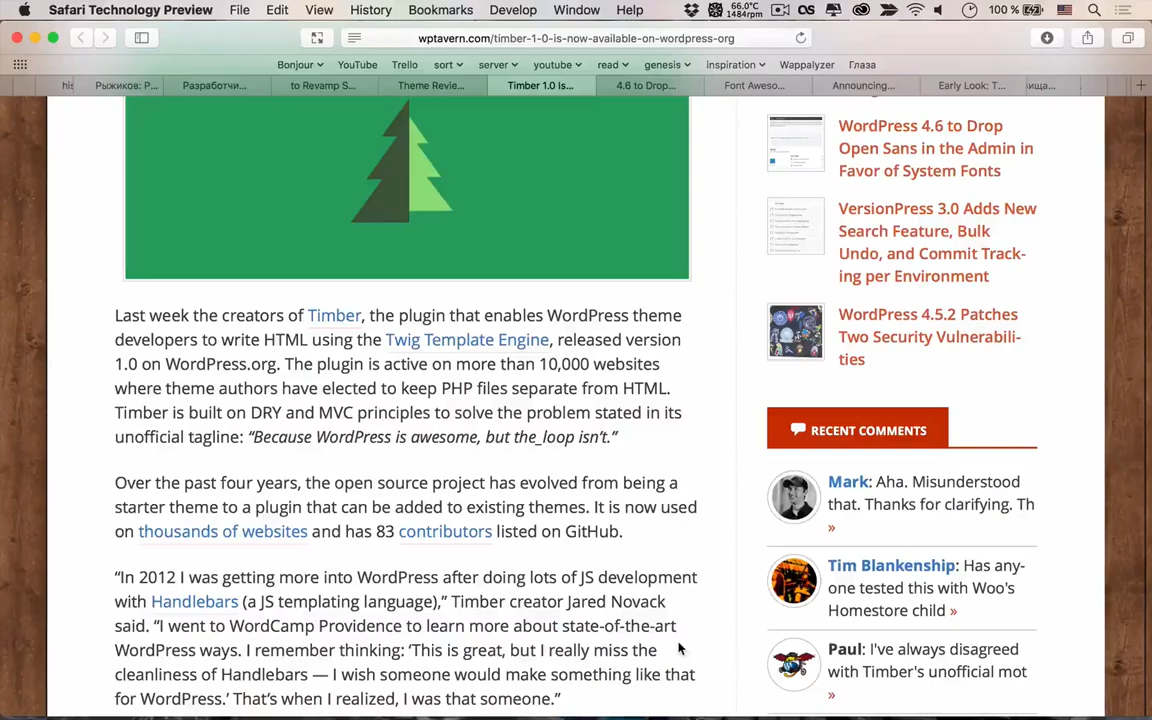 Safari Technology Preview File Edit View History Bookmarks Develop Window Help 66.0°C 1484rpm OS 100 %
wptavern.com/timber-1-0-is-now-available-on-wordpress-org
Bonjour YouTube Trello sort server youtube read genesis Inspiration Wappalyzer Глаза
his Рыжиков: P... Разработчи... to Revamp S... Theme Revie... Timber 1.0 Is... 4.6 to Drop... Font Aweso... Announcing... Early Look: T... +
Last week the creators of Timber, the plugin that enables WordPress theme
developers to write HTML using the Twig Template Engine, released version
1.0 on WordPress.org. The plugin is active on more than 10,000 websites
where theme authors have elected to keep PHP files separate from HTML.
Timber is built on DRY and MVC principles to solve the problem stated in its
unofficial tagline: “Because WordPress is awesome, but the_loop isn’t.”
Over the past four years, the open source project has evolved from being a
starter theme to a plugin that can be added to existing themes. It is now used
on thousands of websites and has 83 contributors listed on GitHub.
“In 2012 I was getting more into WordPress after doing lots of JS development
with Handlebars (a JS templating language),” Timber creator Jared Novack
said. “I went to WordCamp Providence to learn more about state-of-the-art
WordPress ways. I remember thinking: ‘This is great, but I really miss the
cleanliness of Handlebars — I wish someone would make something like that
for WordPress.’ That’s when I realized, I was that someone.”
WordPress 4.6 to Drop
Open Sans in the Admin in
Favor of System Fonts
VersionPress 3.0 Adds New
Search Feature, Bulk
Undo, and Commit Track-
ing per Environment
WordPress 4.5.2 Patches
Two Security Vulnerabili-
ties
RECENT COMMENTS
Mark: Aha. Misunderstood
that. Thanks for clarifying. Th
»
Tim Blankenship: Has any-
one tested this with Woo's
Homestore child »
Paul: I've always disagreed
with Timber's unofficial mot
»